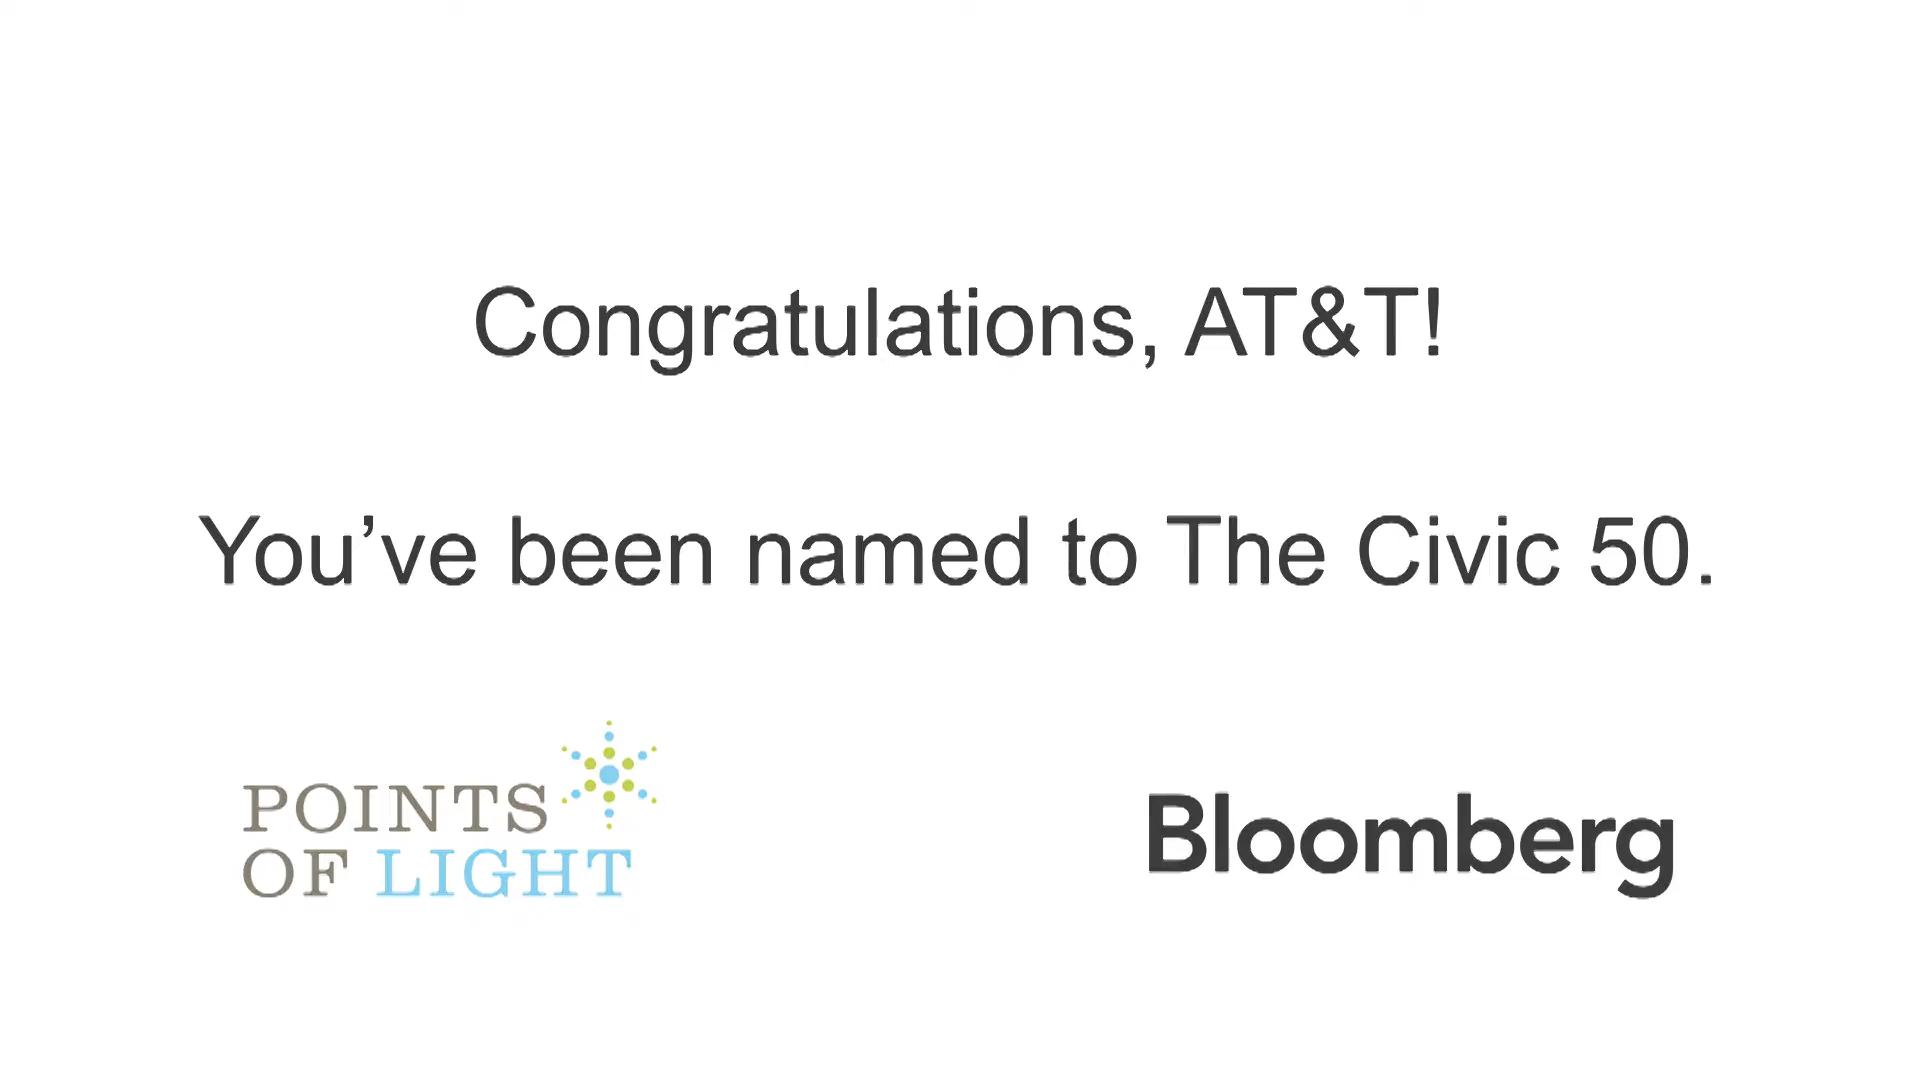 Congratulations, AT&T!
You’ve been named to The Civic 50.
POINTS
OF LIGHT
Bloomberg